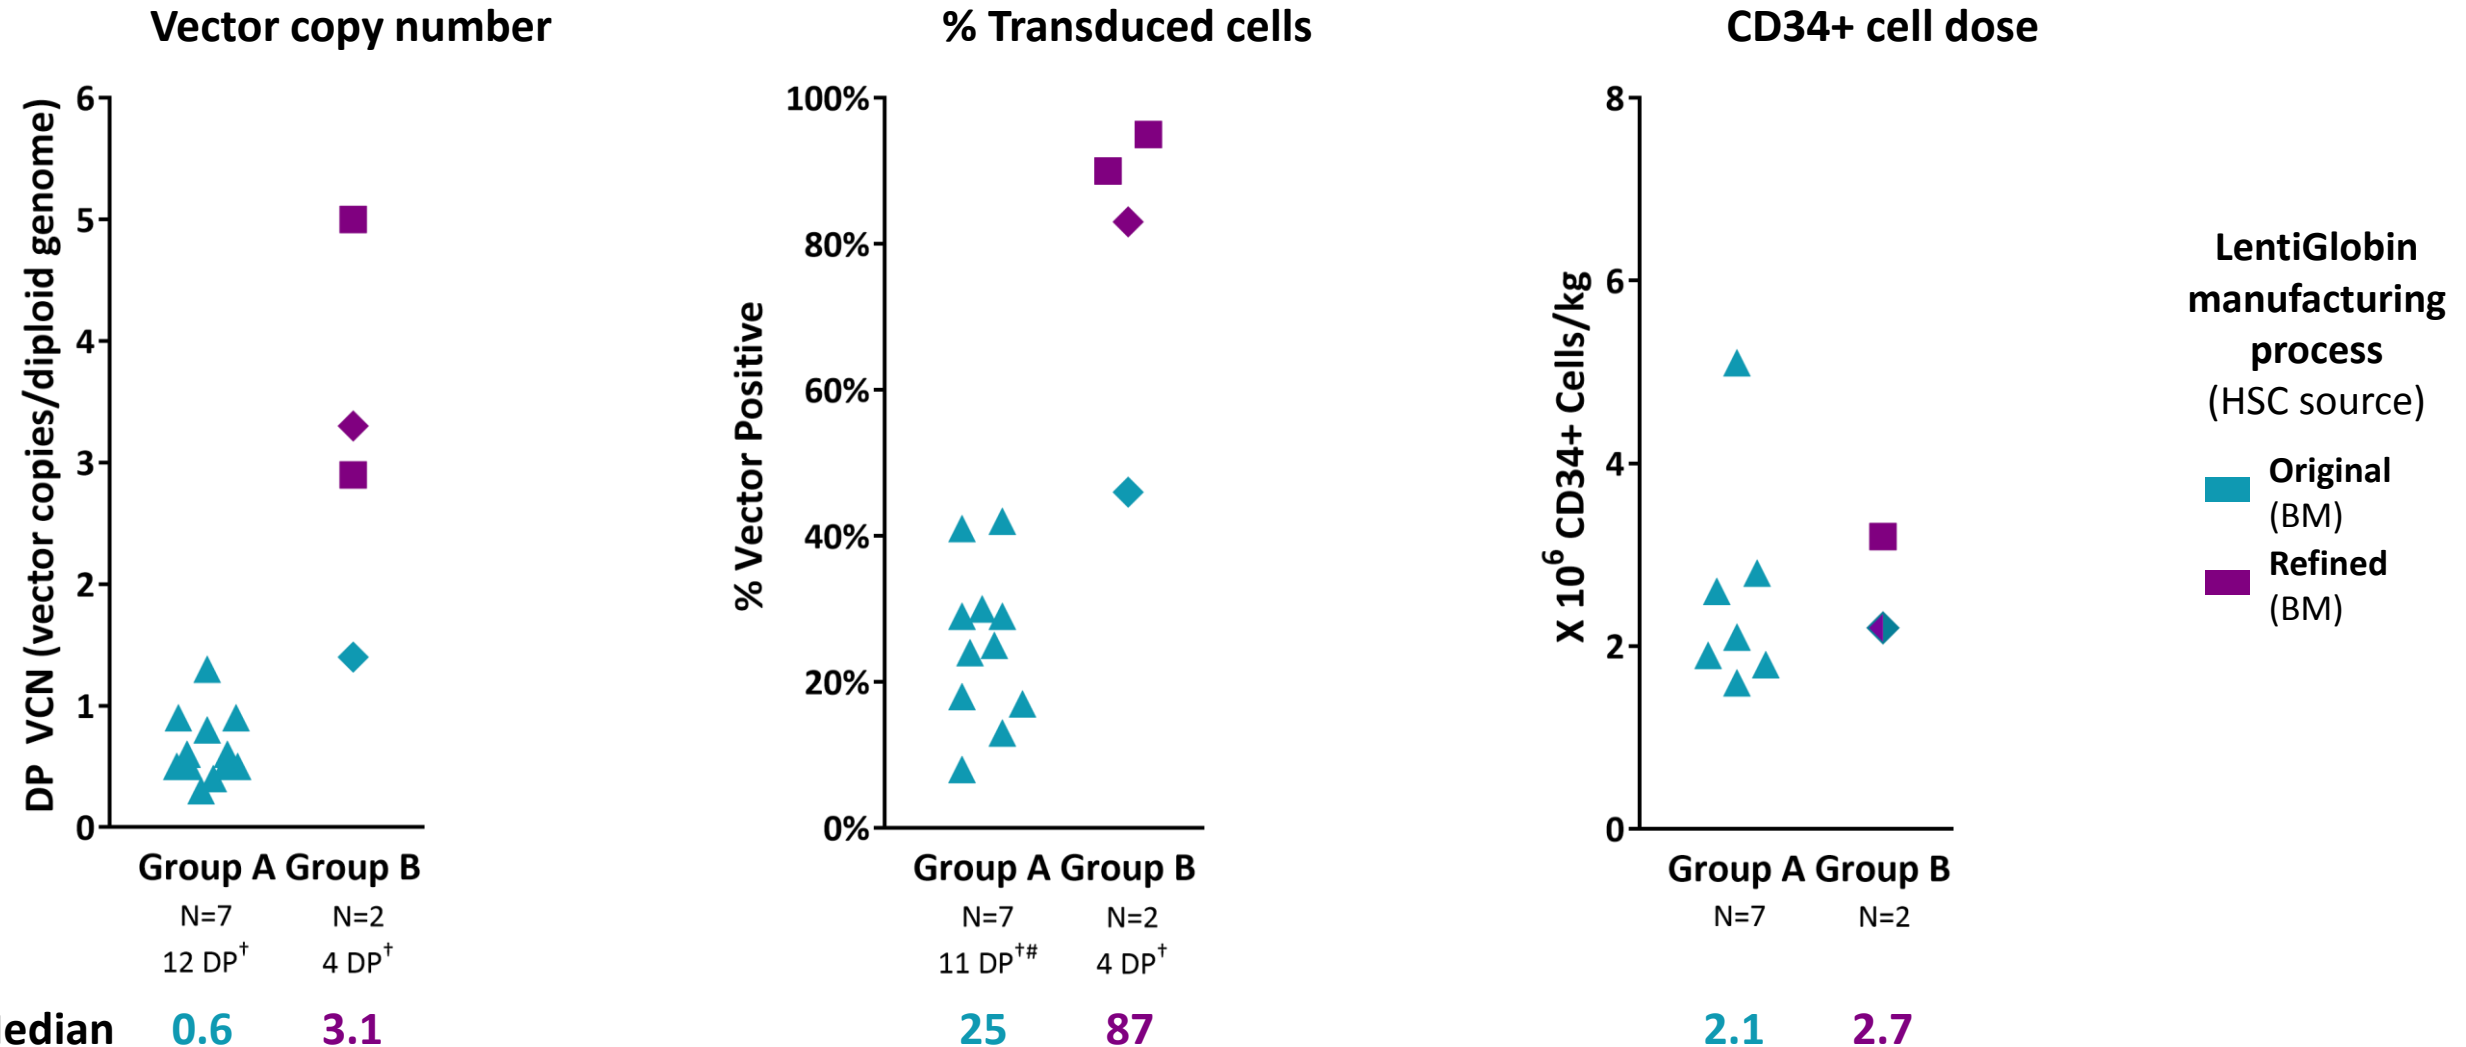 Vector copy number
DP VCN (vector copies/diploid genome)
6
5
4
3
2
1
0
Group A Group B
N=7 N=2
12 DP† 4 DP†
% Transduced cells
% Vector Positive
100%
80%
60%
40%
20%
0%
Group A Group B
N=7 N=2
11 DP†# 4 DP†
CD34+ cell dose
X 10⁶ CD34+ Cells/kg
8
6
4
2
0
Group A Group B
N=7 N=2
LentiGlobin
manufacturing
process
(HSC source)
Original
(BM)
Refined
(BM)
edian 0.6 3.1 25 87 2.1 2.7